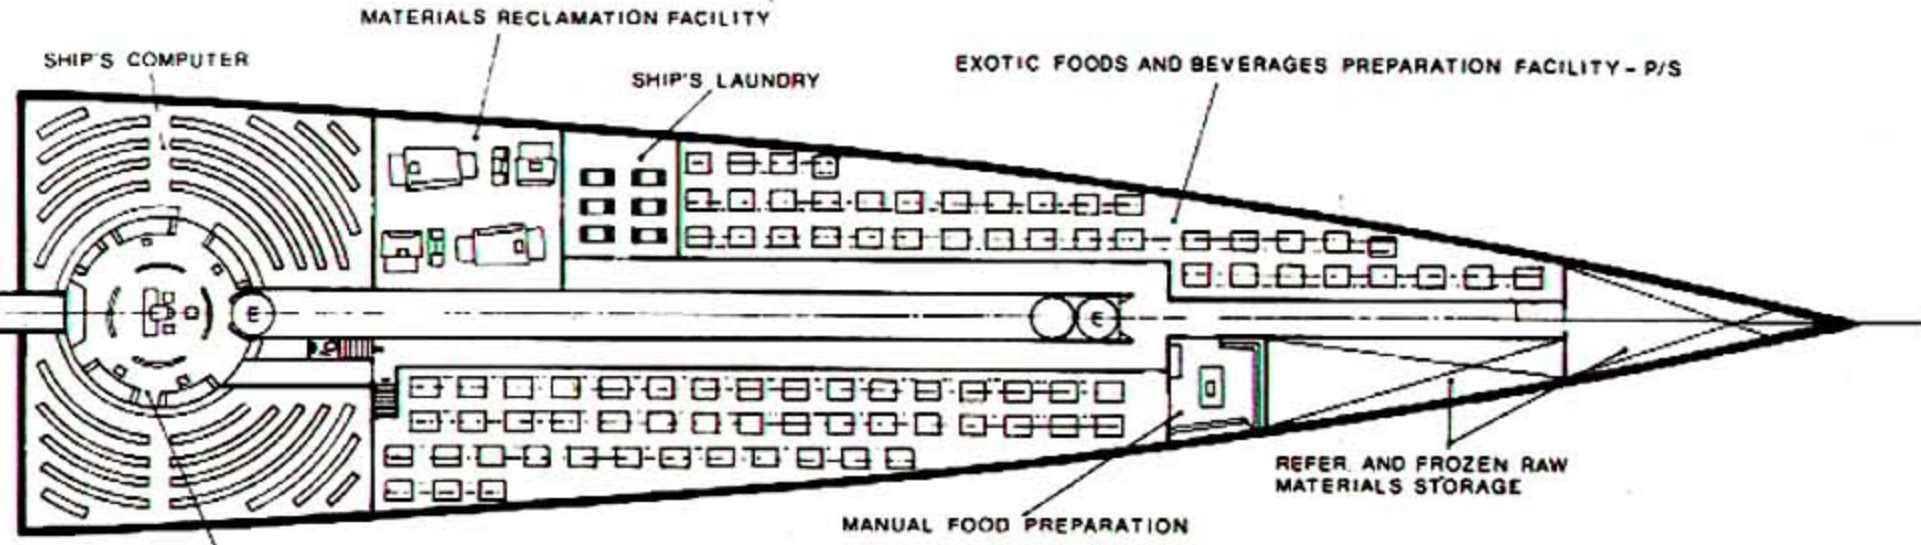 MATERIALS RECLAMATION FACILITY
SHIP'S COMPUTER
SHIP'S LAUNDRY
EXOTIC FOODS AND BEVERAGES PREPARATION FACILITY - P/S
E
E
REFER. AND FROZEN RAW
MATERIALS STORAGE
MANUAL FOOD PREPARATION